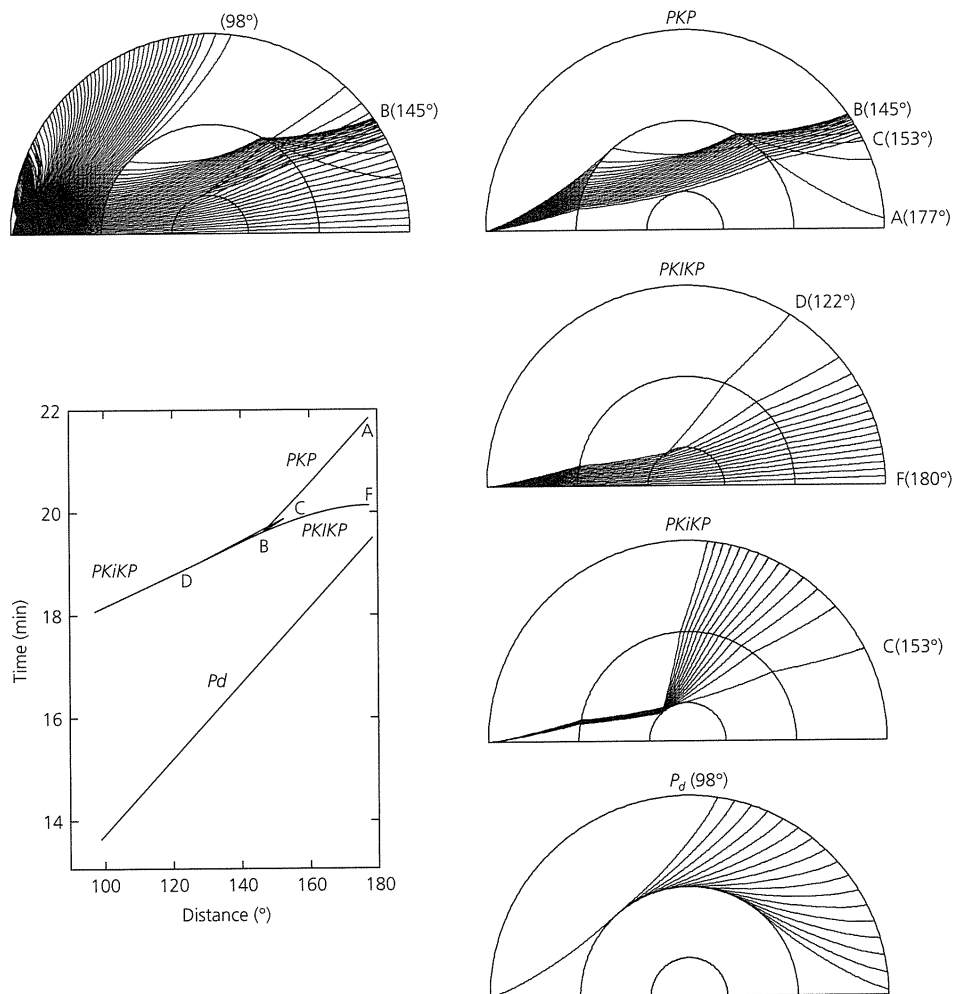 (98°)
B(145°)
PKP
B(145°)
C(153°)
A(177°)
PKIKP
D(122°)
F(180°)
PKiKP
C(153°)
Pd (98°)
22
20
18
16
14
Time (min)
100 120 140 160 180
Distance (°)
A
PKP
F
C
PKIKP
B
PKiKP
D
Pd